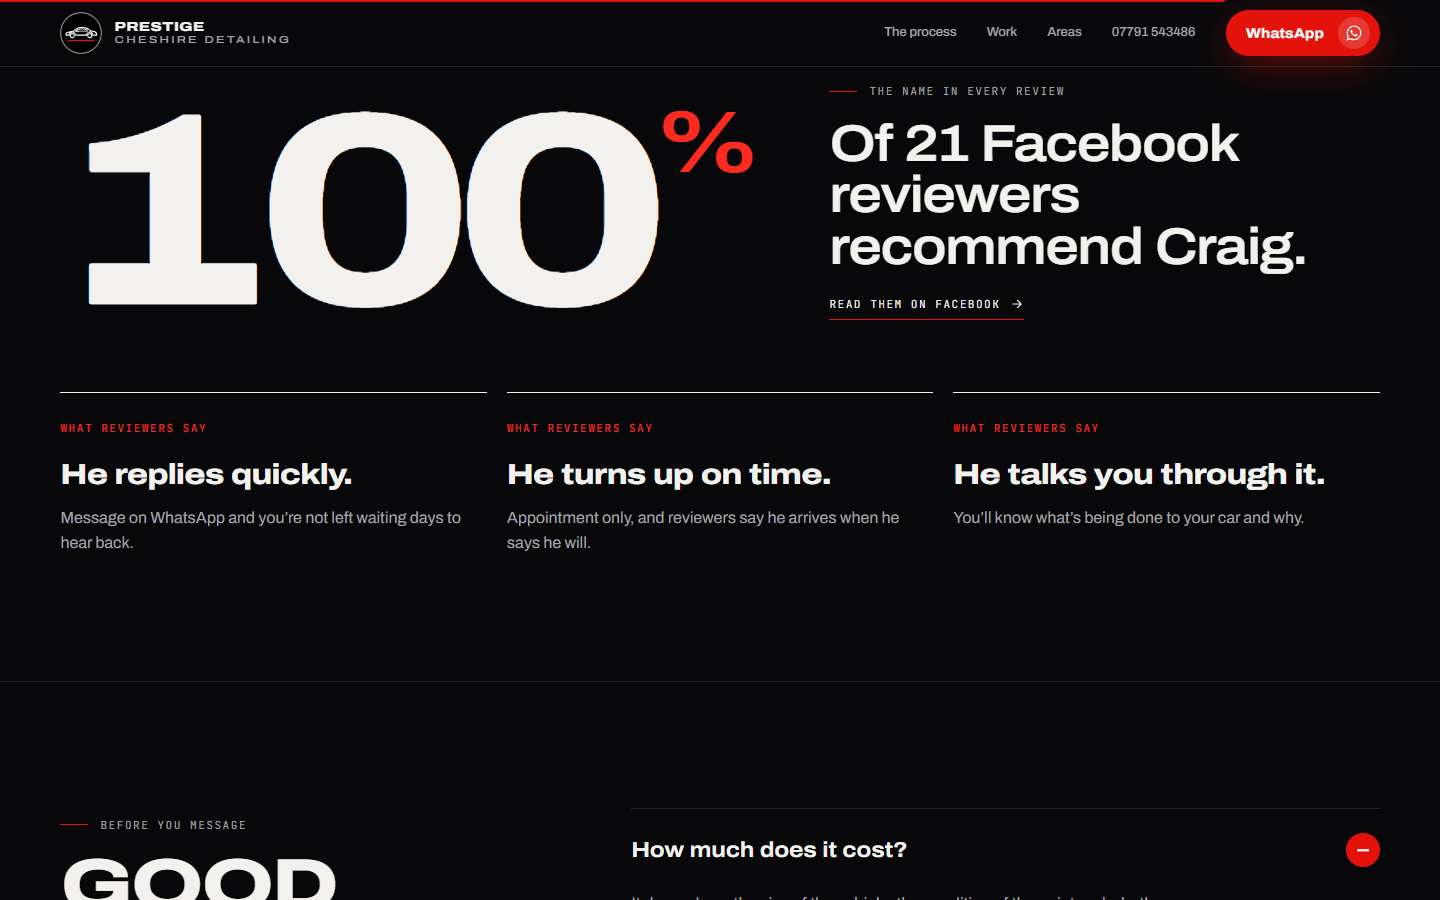 PRESTIGE
CHESHIRE DETAILING
The process
Work
Areas
07791 543486
WhatsApp
100%
THE NAME IN EVERY REVIEW
Of 21 Facebook
reviewers
recommend Craig.
READ THEM ON FACEBOOK →
WHAT REVIEWERS SAY
He replies quickly.
Message on WhatsApp and you’re not left waiting days to
hear back.
WHAT REVIEWERS SAY
He turns up on time.
Appointment only, and reviewers say he arrives when he
says he will.
WHAT REVIEWERS SAY
He talks you through it.
You’ll know what’s being done to your car and why.
BEFORE YOU MESSAGE
GOOD
How much does it cost?